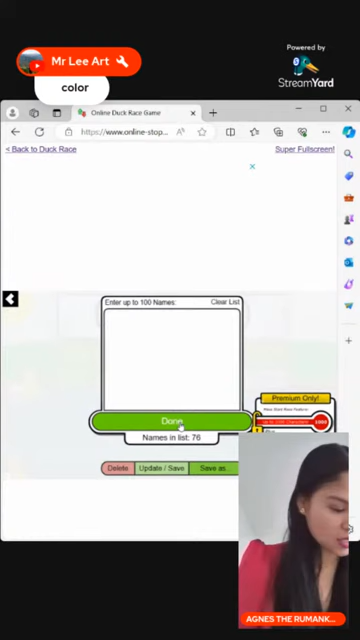 Mr Lee Art
Powered by
StreamYard
color
Online Duck Race Game
https://www.online-stop...
< Back to Duck Race
Super Fullscreen!
Enter up to 100 Names:
Clear List
Done
Names in list: 76
Premium Only!
1000
Delete
Update / Save
Save as..
AGNES THE RUMANK...